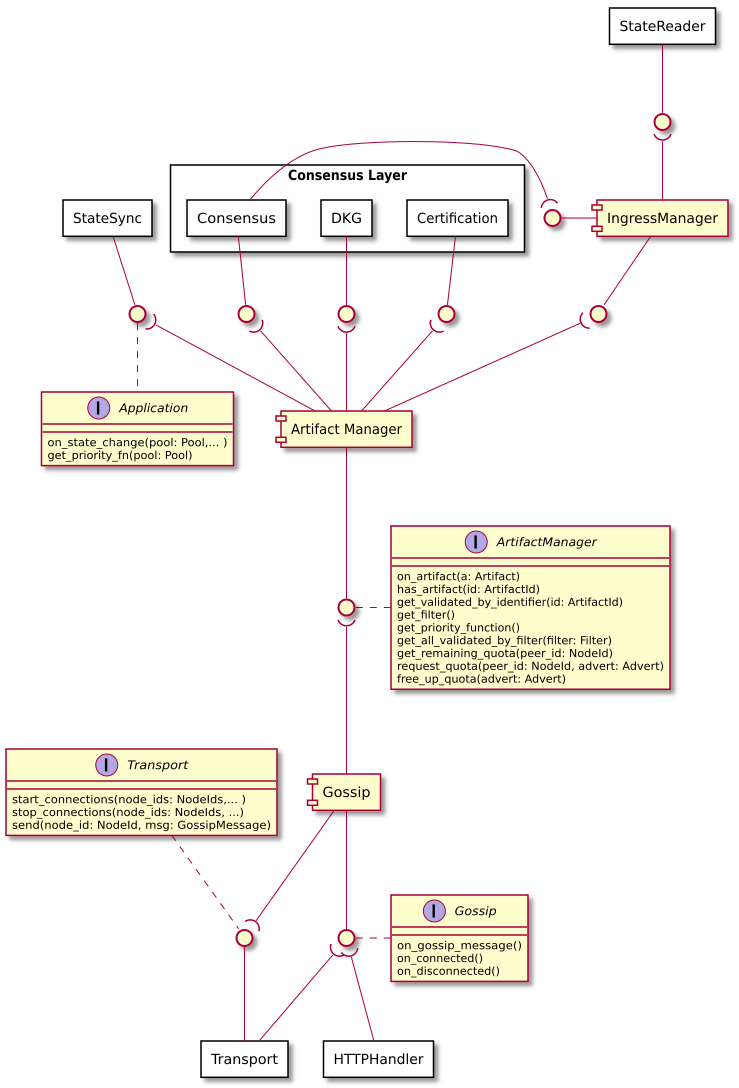 StateReader
Consensus Layer
StateSync
Consensus
DKG
Certification
IngressManager
I Application
on_state_change(pool: Pool,... )
get_priority_fn(pool: Pool)
Artifact Manager
I ArtifactManager
on_artifact(a: Artifact)
has_artifact(id: ArtifactId)
get_validated_by_identifier(id: ArtifactId)
get_filter()
get_priority_function()
get_all_validated_by_filter(filter: Filter)
get_remaining_quota(peer_id: NodeId)
request_quota(peer_id: NodeId, advert: Advert)
free_up_quota(advert: Advert)
I Transport
start_connections(node_ids: NodeIds,... )
stop_connections(node_ids: NodeIds, ...)
send(node_id: NodeId, msg: GossipMessage)
Gossip
I Gossip
on_gossip_message()
on_connected()
on_disconnected()
Transport
HTTPHandler